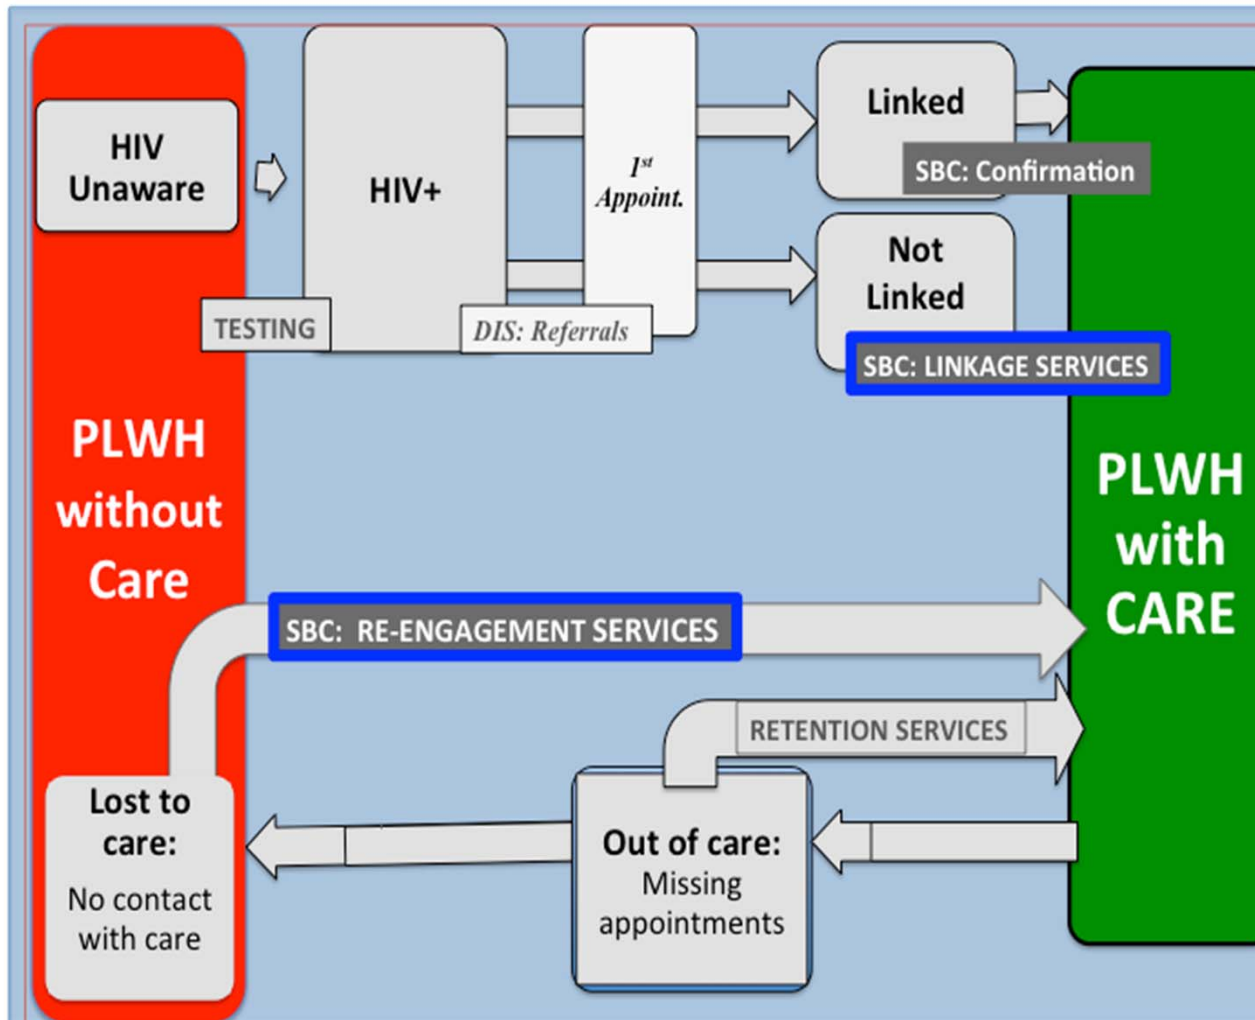 HIV
Unaware
HIV+
1st
Appoint.
Linked
SBC: Confirmation
Not
Linked
TESTING
DIS: Referrals
SBC: LINKAGE SERVICES
PLWH
without
Care
PLWH
with
CARE
SBC: RE-ENGAGEMENT SERVICES
RETENTION SERVICES
Lost to
care:
No contact
with care
Out of care:
Missing
appointments